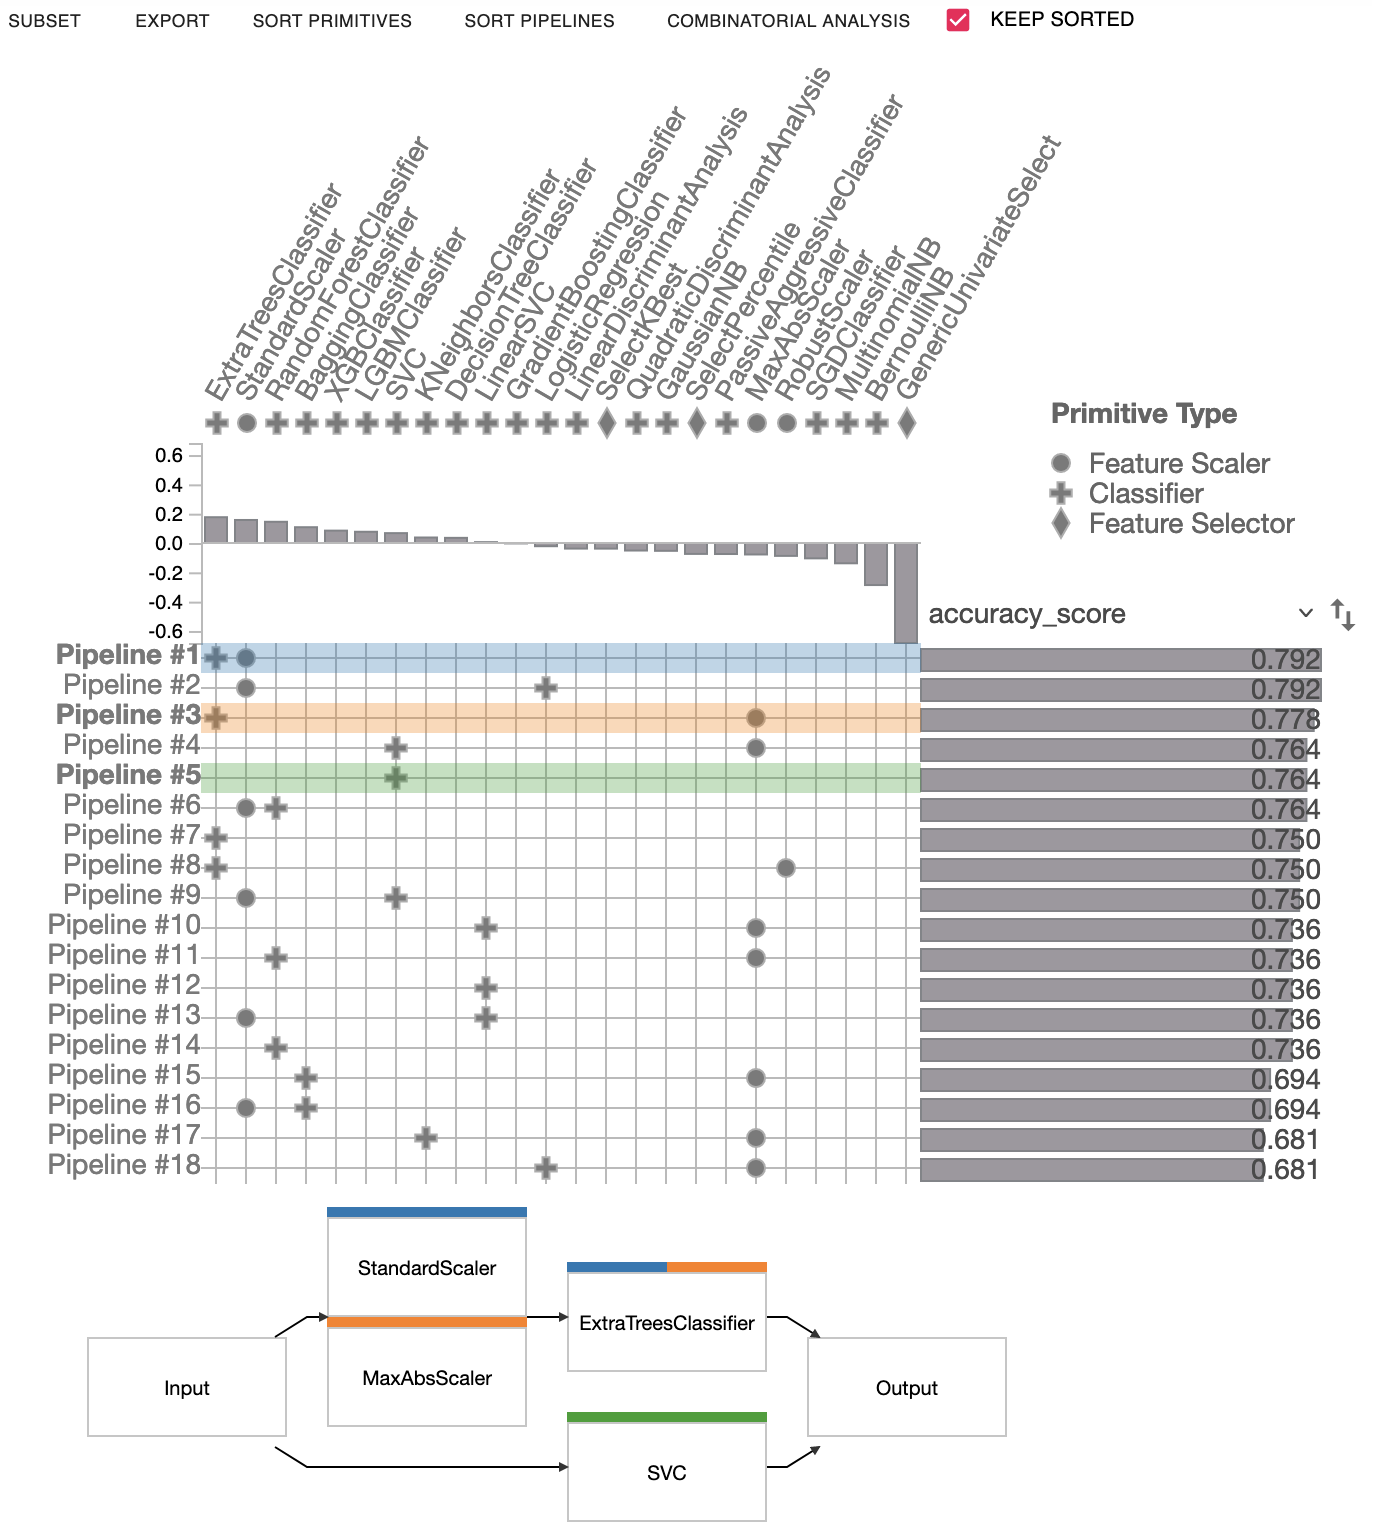 SUBSET EXPORT SORT PRIMITIVES SORT PIPELINES COMBINATORIAL ANALYSIS KEEP SORTED
ExtraTreesClassifier
StandardScaler
RandomForestClassifier
BaggingClassifier
XGBClassifier
LGBMClassifier
SVC
KNeighborsClassifier
DecisionTreeClassifier
LinearSVC
GradientBoostingClassifier
LogisticRegression
LinearDiscriminantAnalysis
SelectKBest
QuadraticDiscriminantAnalysis
GaussianNB
SelectPercentile
PassiveAggressiveClassifier
MaxAbsScaler
RobustScaler
SGDClassifier
MultinomialNB
BernoulliNB
GenericUnivariateSelect
Primitive Type
Feature Scaler
Classifier
Feature Selector
0.6
0.4
0.2
0.0
-0.2
-0.4
-0.6
accuracy_score
Pipeline #1 0.792
Pipeline #2 0.792
Pipeline #3 0.778
Pipeline #4 0.764
Pipeline #5 0.764
Pipeline #6 0.764
Pipeline #7 0.750
Pipeline #8 0.750
Pipeline #9 0.750
Pipeline #10 0.736
Pipeline #11 0.736
Pipeline #12 0.736
Pipeline #13 0.736
Pipeline #14 0.736
Pipeline #15 0.694
Pipeline #16 0.694
Pipeline #17 0.681
Pipeline #18 0.681
StandardScaler
ExtraTreesClassifier
MaxAbsScaler
Input
Output
SVC